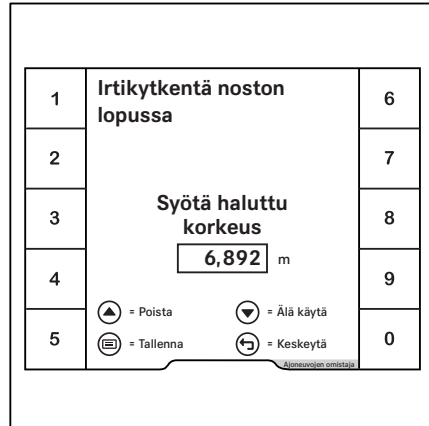 Irtikytkentä noston
lopussa
1
2
3
4
5
6
7
8
9
0
Syötä haluttu
korkeus
6,892 m
= Poista
= Älä käytä
= Tallenna
= Keskeytä
Ajoneuvojen omistaja